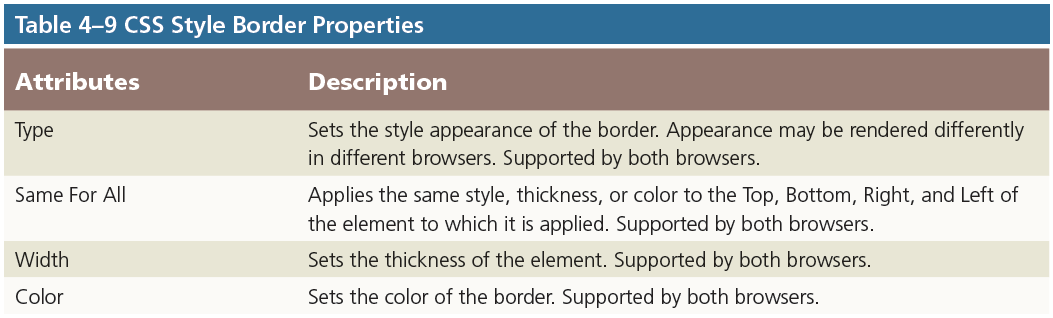 Table 4–9 CSS Style Border Properties
Attributes Description
Type Sets the style appearance of the border. Appearance may be rendered differently
in different browsers. Supported by both browsers.
Same For All Applies the same style, thickness, or color to the Top, Bottom, Right, and Left of
the element to which it is applied. Supported by both browsers.
Width Sets the thickness of the element. Supported by both browsers.
Color Sets the color of the border. Supported by both browsers.